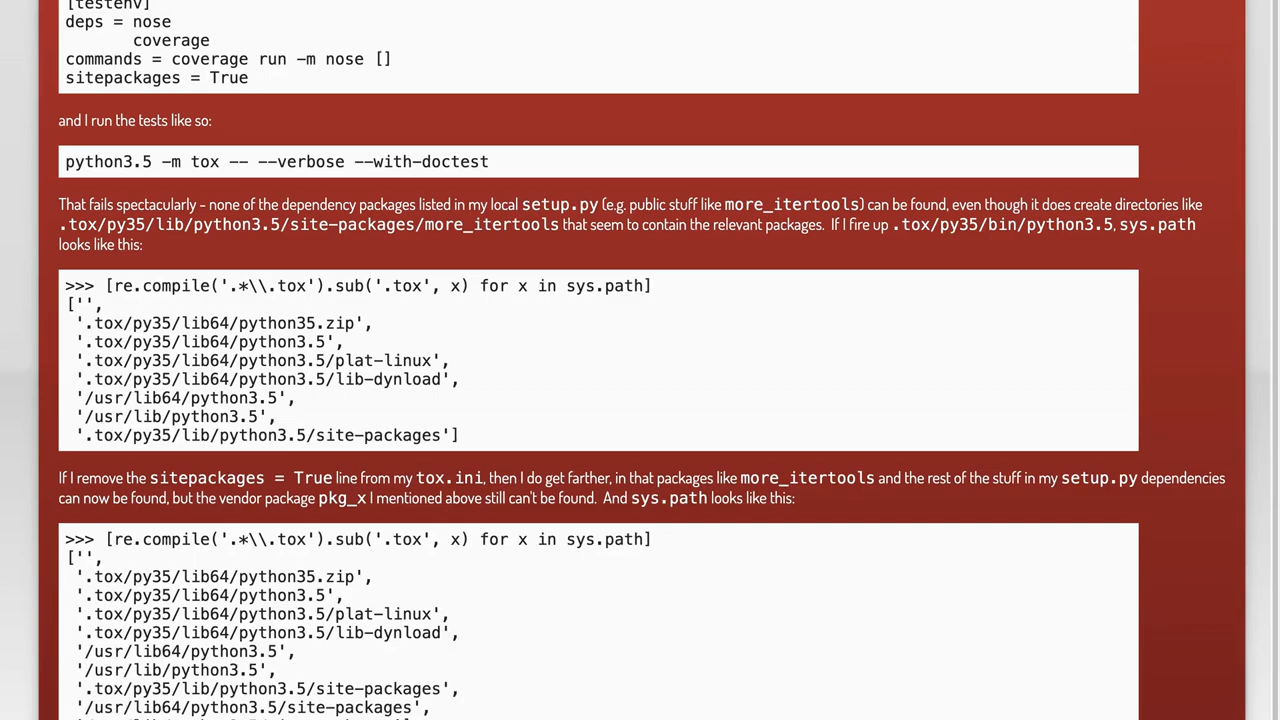 [testenv]
deps = nose
       coverage
commands = coverage run -m nose []
sitepackages = True
and I run the tests like so:
python3.5 -m tox -- --verbose --with-doctest
That fails spectacularly - none of the dependency packages listed in my local setup.py (e.g. public stuff like more_itertools) can be found, even though it does create directories like
.tox/py35/lib/python3.5/site-packages/more_itertools that seem to contain the relevant packages. If I fire up .tox/py35/bin/python3.5, sys.path
looks like this:
>>> [re.compile('.*\\.tox').sub('.tox', x) for x in sys.path]
['',
 '.tox/py35/lib64/python35.zip',
 '.tox/py35/lib64/python3.5',
 '.tox/py35/lib64/python3.5/plat-linux',
 '.tox/py35/lib64/python3.5/lib-dynload',
 '/usr/lib64/python3.5',
 '/usr/lib/python3.5',
 '.tox/py35/lib/python3.5/site-packages']
If I remove the sitepackages = True line from my tox.ini, then I do get farther, in that packages like more_itertools and the rest of the stuff in my setup.py dependencies
can now be found, but the vendor package pkg_x I mentioned above still can't be found. And sys.path looks like this:
>>> [re.compile('.*\\.tox').sub('.tox', x) for x in sys.path]
['',
 '.tox/py35/lib64/python35.zip',
 '.tox/py35/lib64/python3.5',
 '.tox/py35/lib64/python3.5/plat-linux',
 '.tox/py35/lib64/python3.5/lib-dynload',
 '/usr/lib64/python3.5',
 '/usr/lib/python3.5',
 '.tox/py35/lib/python3.5/site-packages',
 '/usr/lib64/python3.5/site-packages',